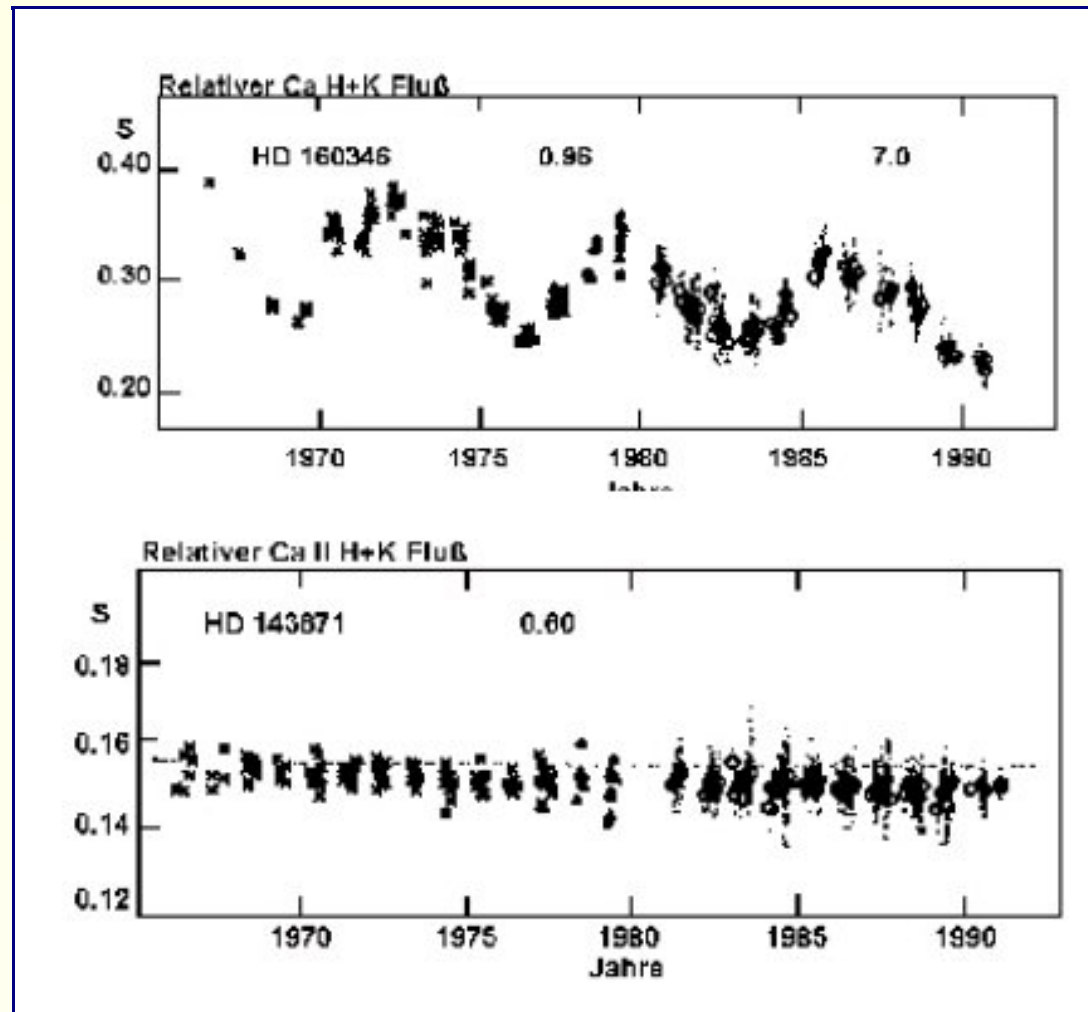 Relativer Ca H+K Fluß
S
HD 160346 0.96 7.0
0.40
0.30
0.20
1970 1975 1980 1985 1990
Jahre
Relativer Ca II H+K Fluß
S
HD 143671 0.60
0.18
0.16
0.14
0.12
1970 1975 1980 1985 1990
Jahre